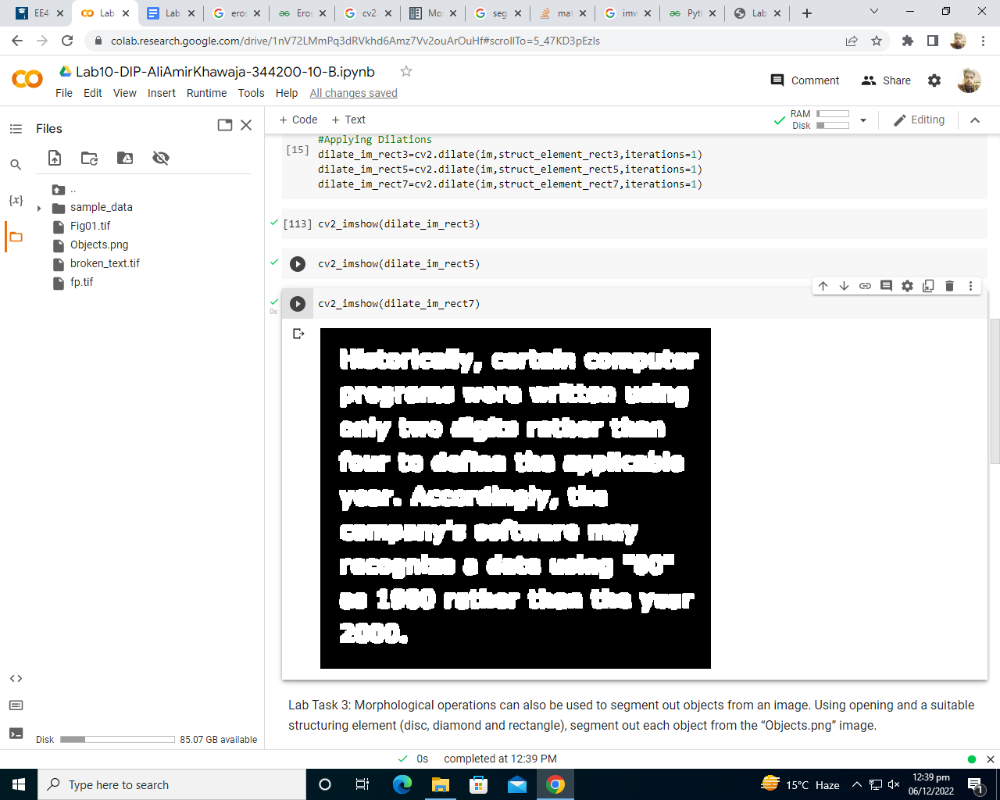 EE4
Lab
Lab
eros
Eros
cv2.
Mo
seg
mat
imw
Pyt
Lab
colab.research.google.com/drive/1nV72LMmPq3dRVkhd6Amz7Vv2ouArOuHf#scrollTo=5_47KD3pEzls
Lab10-DIP-AliAmirKhawaja-344200-10-B.ipynb
File Edit View Insert Runtime Tools Help All changes saved
Comment Share
+ Code + Text
RAM
Disk
Editing
Files
..
sample_data
Fig01.tif
Objects.png
broken_text.tif
fp.tif
Disk 85.07 GB available
#Applying Dilations
[15] dilate_im_rect3=cv2.dilate(im,struct_element_rect3,iterations=1)
dilate_im_rect5=cv2.dilate(im,struct_element_rect5,iterations=1)
dilate_im_rect7=cv2.dilate(im,struct_element_rect7,iterations=1)
[113] cv2_imshow(dilate_im_rect3)
cv2_imshow(dilate_im_rect5)
cv2_imshow(dilate_im_rect7)
0s
Historically, certain computer
programs were written using
only two digits rather than
four to define the applicable
year. Accordingly, the
company's software may
recognize a date using "00"
as 1900 rather than the year
2000.
Lab Task 3: Morphological operations can also be used to segment out objects from an image. Using opening and a suitable
structuring element (disc, diamond and rectangle), segment out each object from the “Objects.png” image.
0s completed at 12:39 PM
Type here to search
15°C Haze
12:39 pm
06/12/2022
1